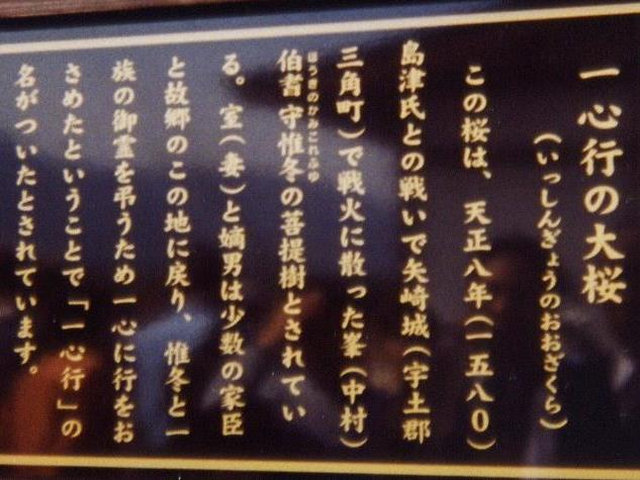 一心行の大桜
（いっしんぎょうのおおざくら）
この桜は、天正八年（一五八〇）
島津氏との戦いで矢崎城（宇土郡
三角町）で戦火に散った峯（中村）
ほうきのかみこれふゆ
伯耆守惟冬の菩提樹とされてい
る。室（妻）と嫡男は少数の家臣
と故郷のこの地に戻り、惟冬と一
族の御霊を弔うため一心に行をお
さめたということで「一心行」の
名がついたとされています。